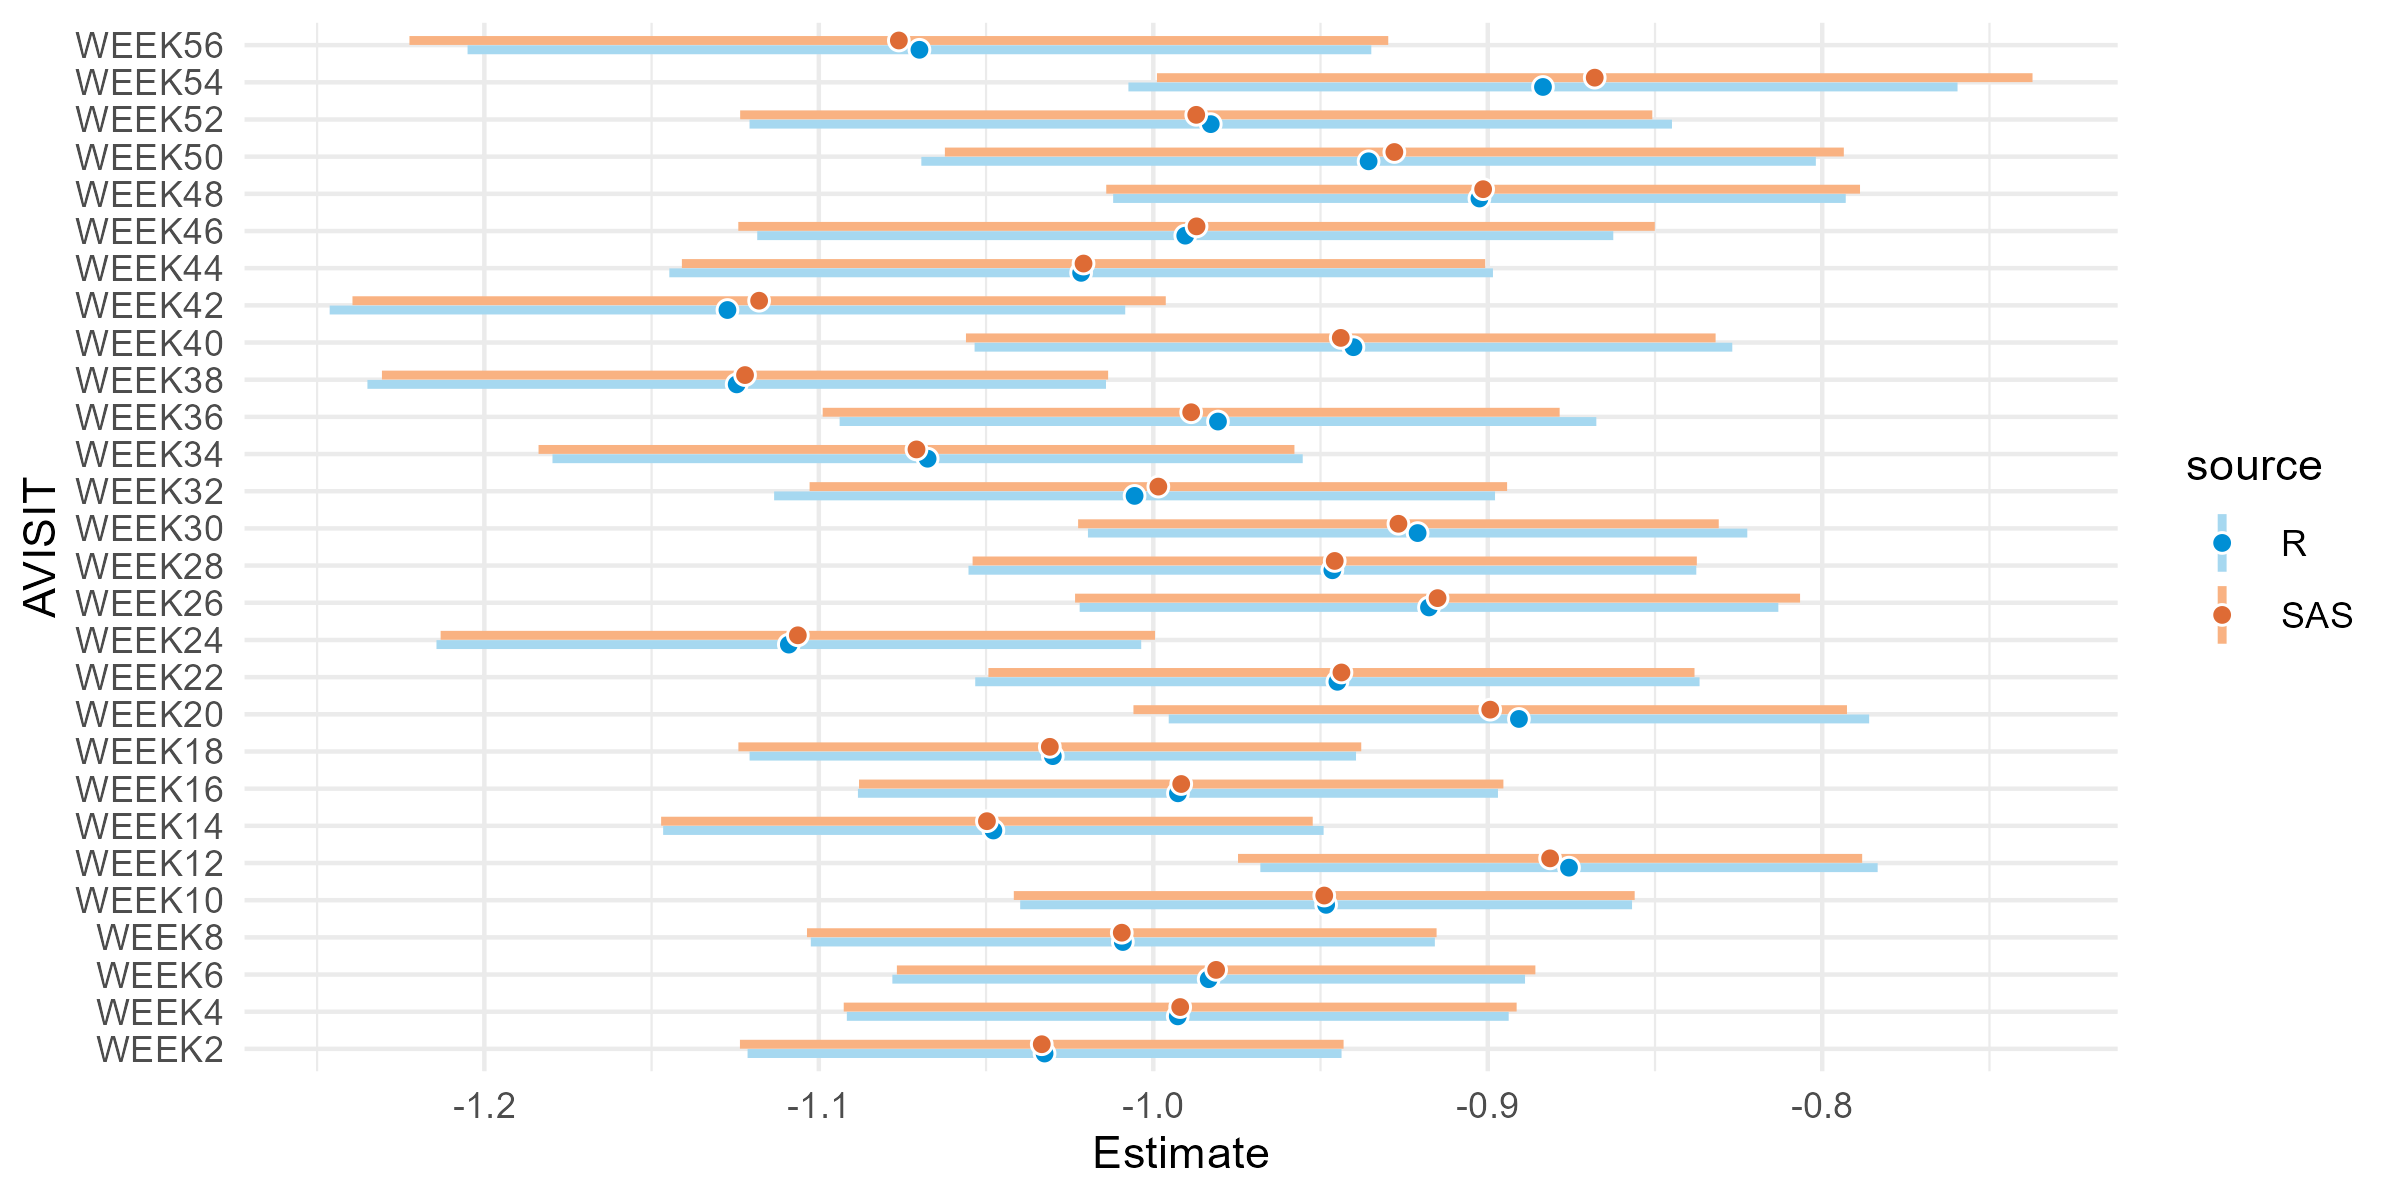 AVISIT
WEEK56
WEEK54
WEEK52
WEEK50
WEEK48
WEEK46
WEEK44
WEEK42
WEEK40
WEEK38
WEEK36
WEEK34
WEEK32
WEEK30
WEEK28
WEEK26
WEEK24
WEEK22
WEEK20
WEEK18
WEEK16
WEEK14
WEEK12
WEEK10
WEEK8
WEEK6
WEEK4
WEEK2
-1.2 -1.1 -1.0 -0.9 -0.8
Estimate
source
R
SAS